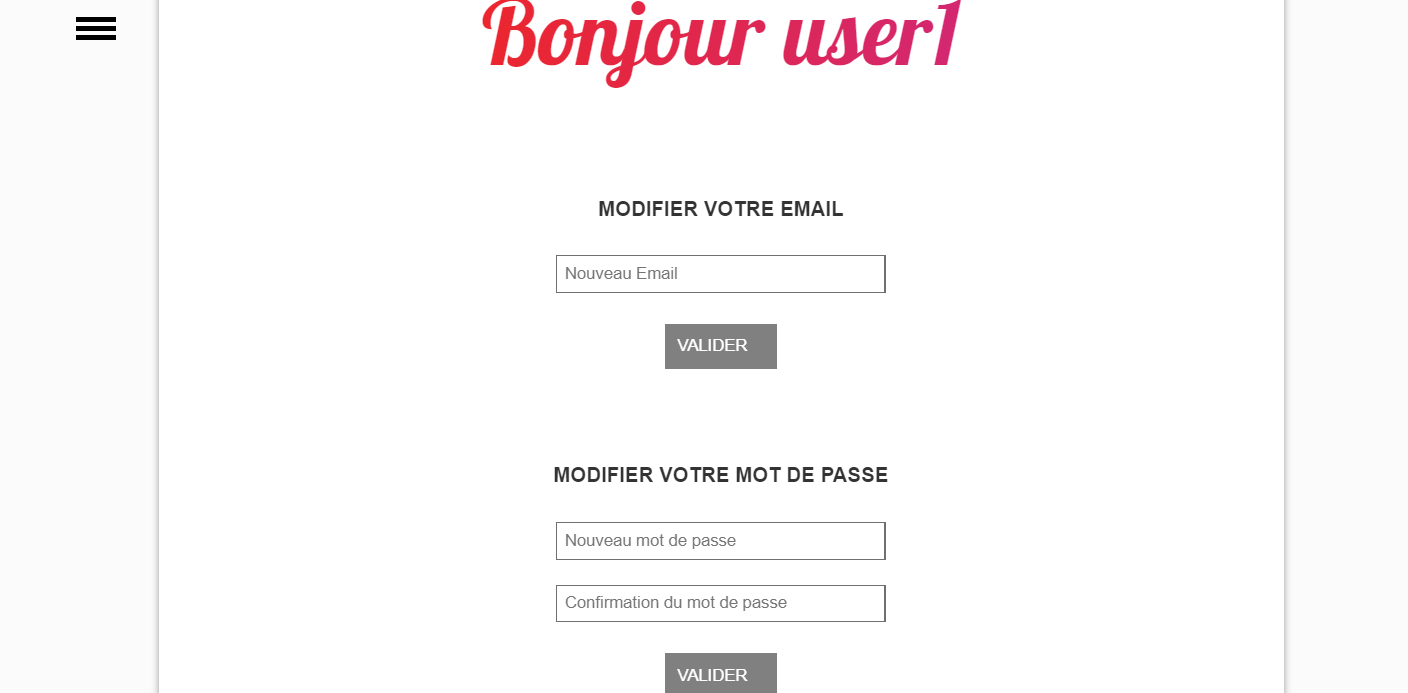 Bonjour user1
MODIFIER VOTRE EMAIL
Nouveau Email
VALIDER
MODIFIER VOTRE MOT DE PASSE
Nouveau mot de passe
Confirmation du mot de passe
VALIDER